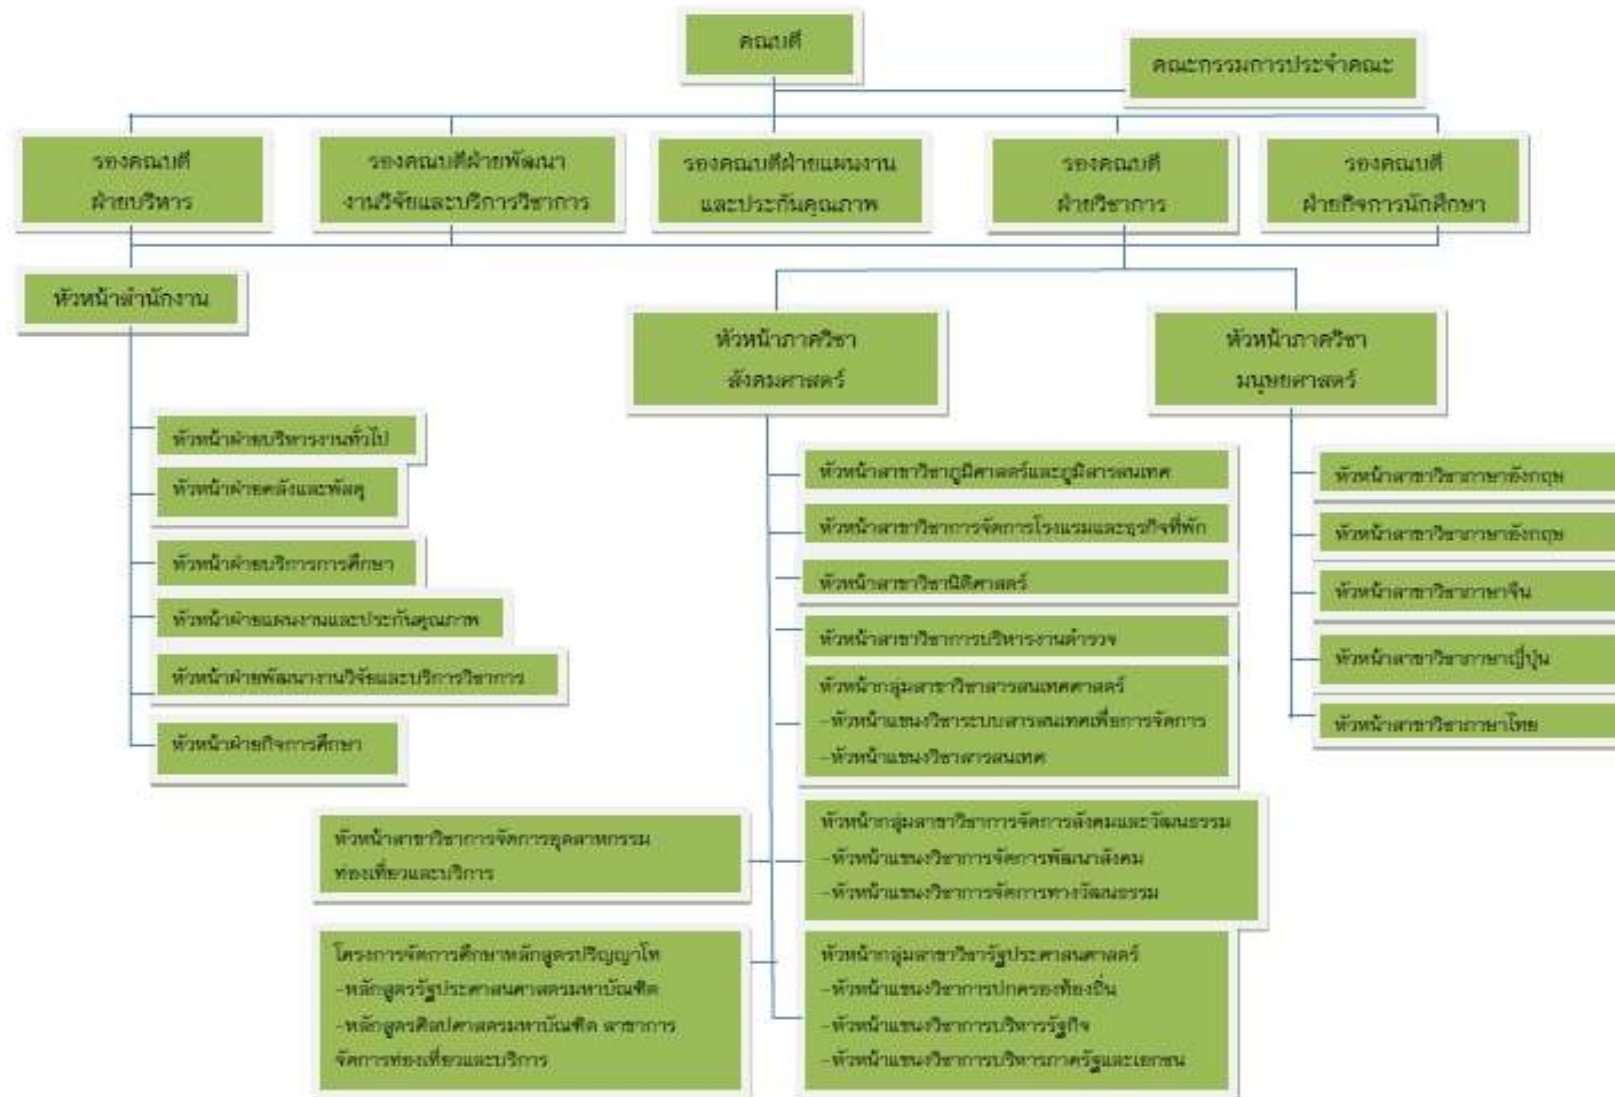 คณบดี
คณะกรรมการประจำคณะ
รองคณบดี
ฝ่ายบริหาร
รองคณบดีฝ่ายพัฒนา
งานวิจัยและบริการวิชาการ
รองคณบดีฝ่ายแผนงาน
และประกันคุณภาพ
รองคณบดี
ฝ่ายวิชาการ
รองคณบดี
ฝ่ายกิจการนักศึกษา
หัวหน้าสำนักงาน
หัวหน้าภาควิชา
สังคมศาสตร์
หัวหน้าภาควิชา
มนุษยศาสตร์
หัวหน้าฝ่ายบริหารงานทั่วไป
หัวหน้าฝ่ายคลังและพัสดุ
หัวหน้าฝ่ายบริการการศึกษา
หัวหน้าฝ่ายแผนงานและประกันคุณภาพ
หัวหน้าฝ่ายพัฒนางานวิจัยและบริการวิชาการ
หัวหน้าฝ่ายกิจการศึกษา
หัวหน้าสาขาวิชาภูมิศาสตร์และภูมิสารสนเทศ
หัวหน้าสาขาวิชาการจัดการโรงแรมและธุรกิจที่พัก
หัวหน้าสาขาวิชานิติศาสตร์
หัวหน้าสาขาวิชาการบริหารงานตำรวจ
หัวหน้ากลุ่มสาขาวิชาสารสนเทศศาสตร์
-หัวหน้าแขนงวิชาระบบสารสนเทศเพื่อการจัดการ
-หัวหน้าแขนงวิชาสารสนเทศ
หัวหน้าสาขาวิชาการจัดการอุตสาหกรรม
ท่องเที่ยวและบริการ
หัวหน้ากลุ่มสาขาวิชาการจัดการสังคมและวัฒนธรรม
-หัวหน้าแขนงวิชาการจัดการพัฒนาสังคม
-หัวหน้าแขนงวิชาการจัดการทางวัฒนธรรม
โครงการจัดการศึกษาหลักสูตรปริญญาโท
-หลักสูตรรัฐประศาสนศาสตรมหาบัณฑิต
-หลักสูตรศิลปศาสตรมหาบัณฑิต สาขาการ
จัดการท่องเที่ยวและบริการ
หัวหน้ากลุ่มสาขาวิชารัฐประศาสนศาสตร์
-หัวหน้าแขนงวิชาการปกครองท้องถิ่น
-หัวหน้าแขนงวิชาการบริหารรัฐกิจ
-หัวหน้าแขนงวิชาการบริหารภาครัฐและเอกชน
หัวหน้าสาขาวิชาภาษาอังกฤษ
หัวหน้าสาขาวิชาภาษาอังกฤษ
หัวหน้าสาขาวิชาภาษาจีน
หัวหน้าสาขาวิชาภาษาญี่ปุ่น
หัวหน้าสาขาวิชาภาษาไทย